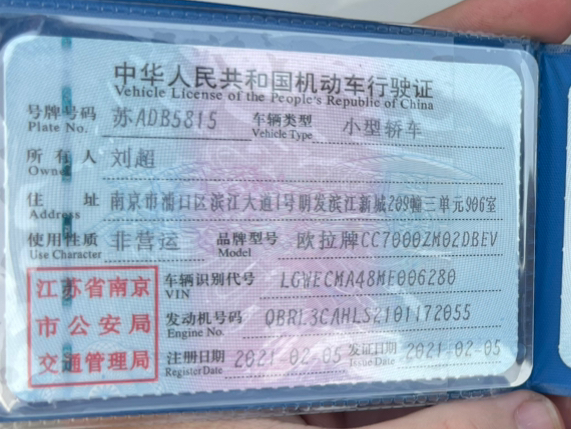 中华人民共和国机动车行驶证
Vehicle License of the People's Republic of China
号牌号码 苏ADB5815 车辆类型 小型轿车
Plate No. Vehicle Type
所有人 刘超
Owner
住址 南京市浦口区滨江大道1号明发滨江新城209幢三单元906室
Address
使用性质 非营运 品牌型号 欧拉牌CC7000ZM02DBEV
Use Character Model
江苏省南京
市公安局
交通管理局
车辆识别代号 LGWECMA48ME006280
VIN
发动机号码 QBRL3CAHLS2101172055
Engine No.
注册日期 2021-02-05 发证日期 2021-02-05
Register Date Issue Date